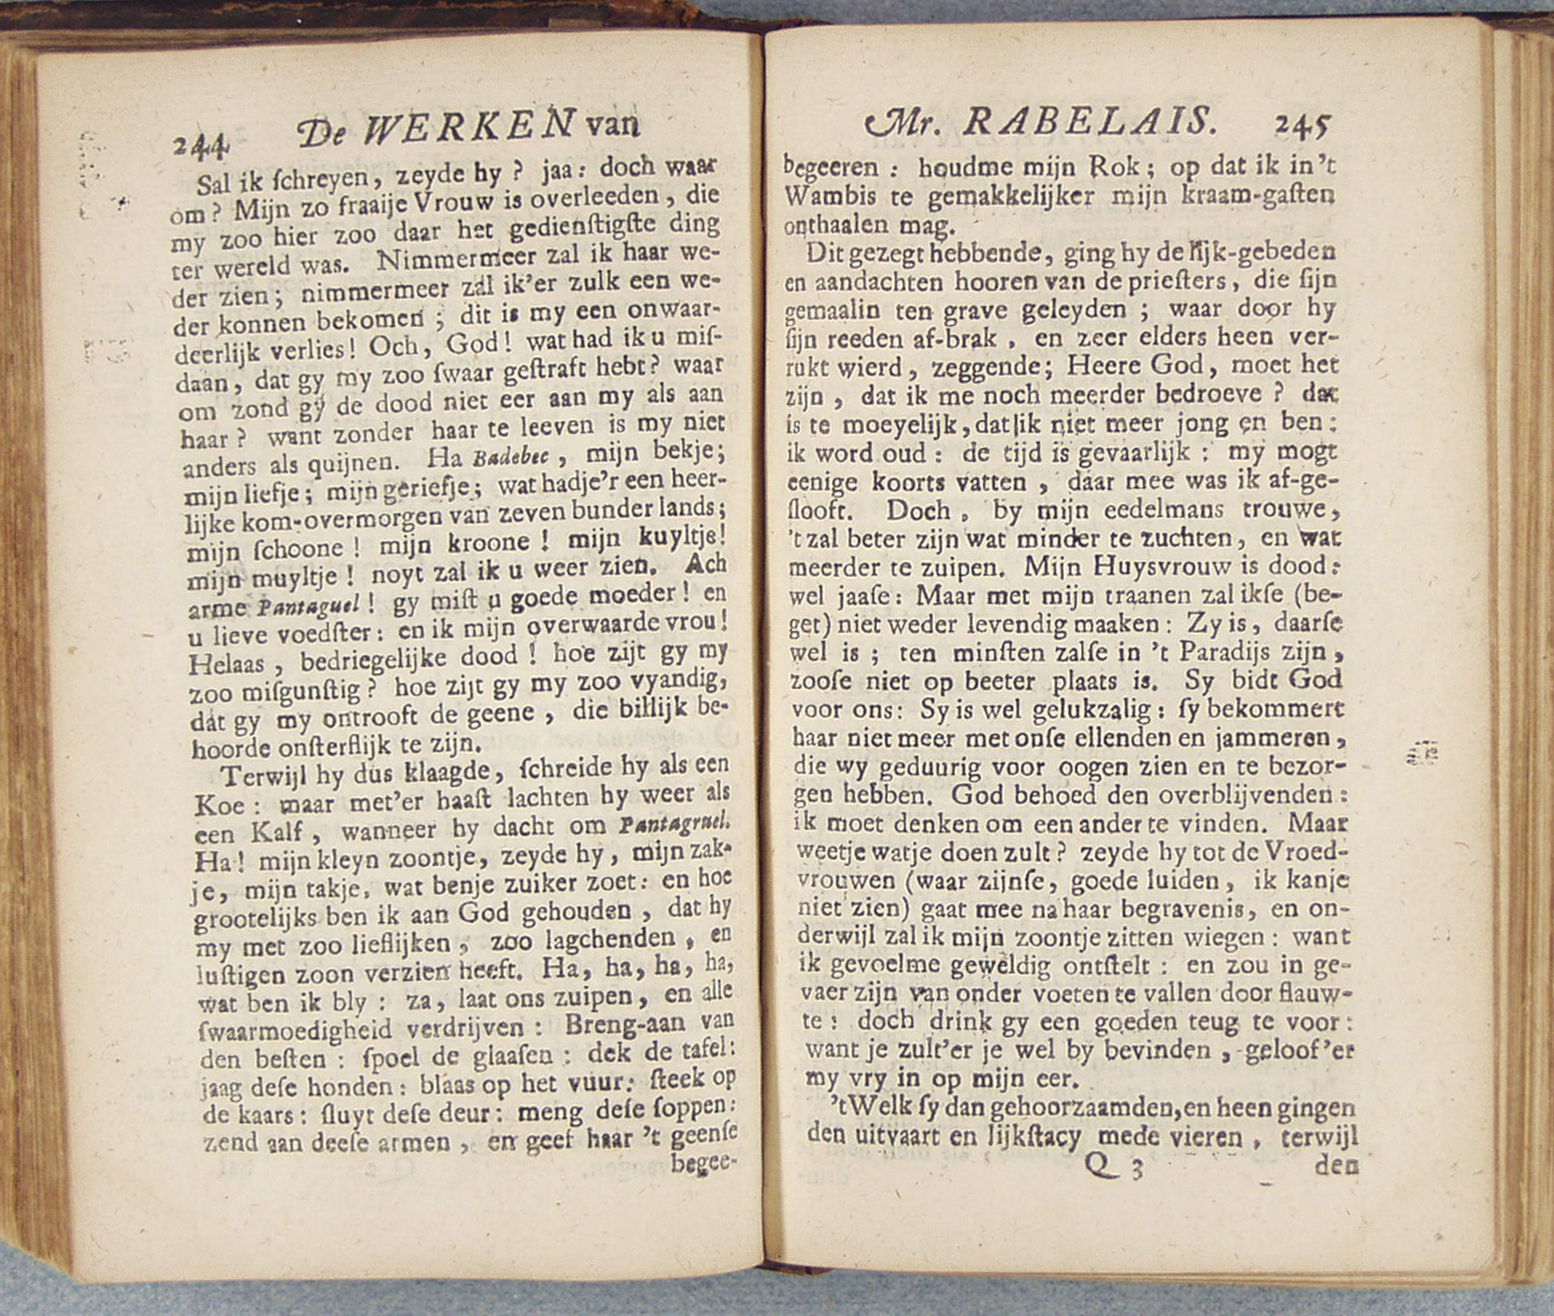 244 De WERKEN van
Sal ik ſchreyen, zeyde hy ? jaa: doch waar
om ? Mijn zo fraaije Vrouw is overleeden , die
my zoo hier zoo daar het gedienſtigſte ding
ter wereld was. Nimmermeer zal ik haar we-
der zien ; nimmermeer zal ik'er zulk een we-
der konnen bekomen ; dit is my een onwaar-
deerlijk verlies! Och, God! wat had ik u miſ-
daan, dat gy my zoo ſwaar geſtraft hebt? waar
om zond gy de dood niet eer aan my als aan
haar ? want zonder haar te leeven is my niet
anders als quijnen. Ha Badebec , mijn bekje;
mijn liefje ; mijn geriefje ; wat hadje'r een heer-
lijke kom-overmorgen van zeven bunder lands;
mijn ſchoone ! mijn kroone ! mijn kuyltje!
mijn muyltje ! noyt zal ik u weer zien. Ach
arme Pantaguel ! gy miſt u goede moeder ! en
u lieve voedſter: en ik mijn overwaarde vrou!
Helaas , bedriegelijke dood ! hoe zijt gy my
zoo miſgunſtig ? hoe zijt gy my zoo vyandig,
dat gy my ontrooft de geene , die billijk be-
hoorde onſterflijk te zijn.
Terwijl hy dus klaagde, ſchreide hy als een
Koe : maar met'er haaſt lachten hy weer als
een Kalf , wanneer hy dacht om Pantagruel.
Ha ! mijn kleyn zoontje, zeyde hy, mijn zak-
je, mijn takje, wat benje zuiker zoet: en hoe
grootelijks ben ik aan God gehouden , dat hy
my met zoo lieflijken , zoo lagchenden , en
luſtigen zoon verzien heeft. Ha, ha, ha, ha,
wat ben ik bly : za, laat ons zuipen, en alle
ſwaarmoedigheid verdrijven : Breng-aan van
den beſten : ſpoel de glaaſen : dek de tafel:
jaag deſe honden : blaas op het vuur: ſteek op
de kaars : ſluyt deſe deur: meng deſe ſoppen:
zend aan deeſe armen , en geef haar 't geenſe
begee-
Mr. RABELAIS. 245
begeeren : houdme mijn Rok ; op dat ik in't
Wambis te gemakkelijker mijn kraam-gaſten
onthaalen mag.
Dit gezegt hebbende, ging hy de lijk-gebeden
en aandachten hooren van de prieſters, die ſijn
gemaalin ten grave geleyden ; waar door hy
ſijn reeden af-brak , en zeer elders heen ver-
rukt wierd, zeggende; Heere God, moet het
zijn , dat ik me noch meerder bedroeve ? dat
is te moeyelijk, dat ik niet meer jong en ben:
ik word oud : de tijd is gevaarlijk : my mogt
eenige koorts vatten , daar mee was ik af-ge-
ſlooft. Doch , by mijn eedelmans trouwe,
't zal beter zijn wat minder te zuchten, en wat
meerder te zuipen. Mijn Huysvrouw is dood:
wel jaaſe : Maar met mijn traanen zal ikſe (be-
get) niet weder levendig maaken : Zy is, daarſe
wel is ; ten minſten zalſe in 't Paradijs zijn ,
zooſe niet op beeter plaats is. Sy bidt God
voor ons: Sy is wel gelukzalig : ſy bekommert
haar niet meer met onſe ellenden en jammeren ,
die wy geduurig voor oogen zien en te bezor-
gen hebben. God behoed den overblijvenden :
ik moet denken om een ander te vinden. Maar
weetje watje doen zult ? zeyde hy tot de Vroed-
vrouwen (waar zijnſe, goede luiden, ik kanje
niet zien) gaat mee na haar begravenis, en on-
derwijl zal ik mijn zoontje zitten wiegen : want
ik gevoelme geweldig ontſtelt : en zou in ge-
vaer zijn van onder voeten te vallen door flauw-
te : doch drink gy een goeden teug te voor:
want je zult'er je wel by bevinden , geloof'er
my vry in op mijn eer.
't Welk ſy dan gehoorzaamden, en heen gingen
den uitvaart en lijkſtacy mede vieren , terwijl
Q 3 den